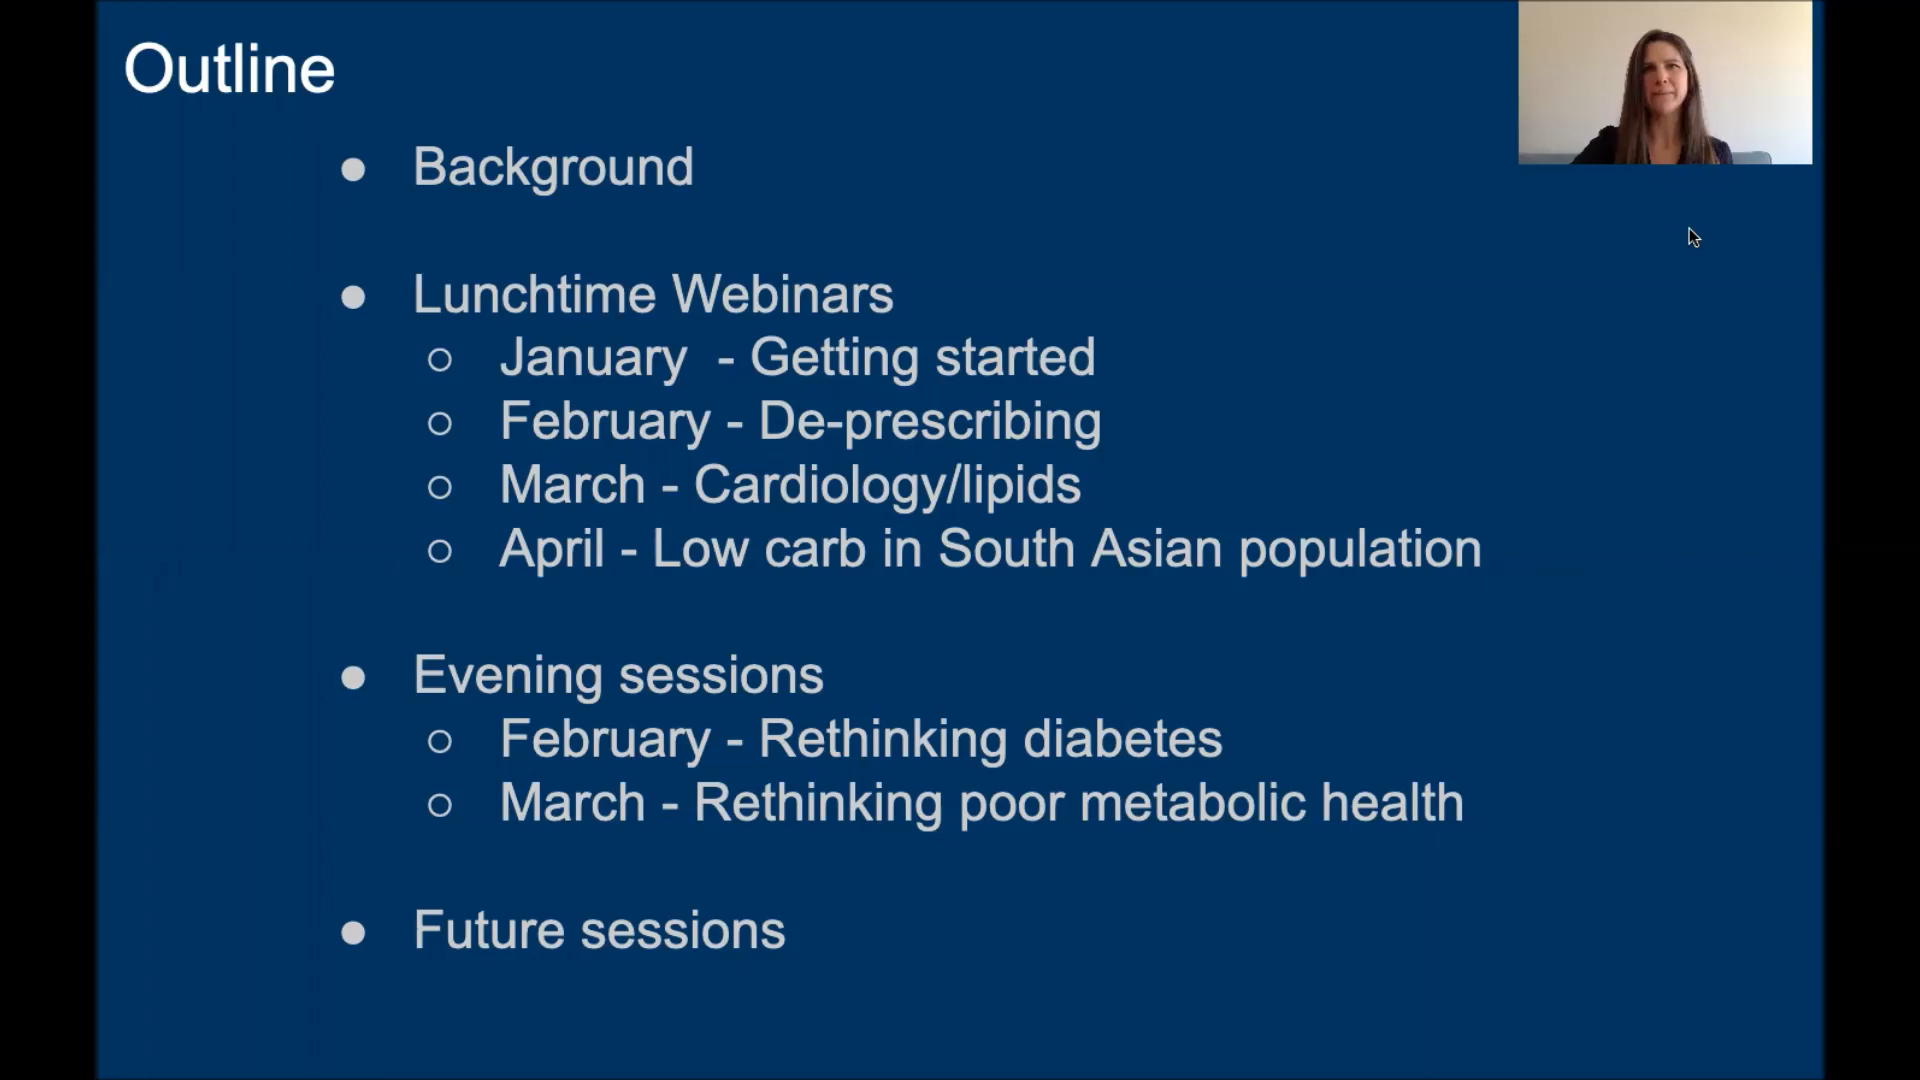 Outline
Background
Lunchtime Webinars
January - Getting started
February - De-prescribing
March - Cardiology/lipids
April - Low carb in South Asian population
Evening sessions
February - Rethinking diabetes
March - Rethinking poor metabolic health
Future sessions